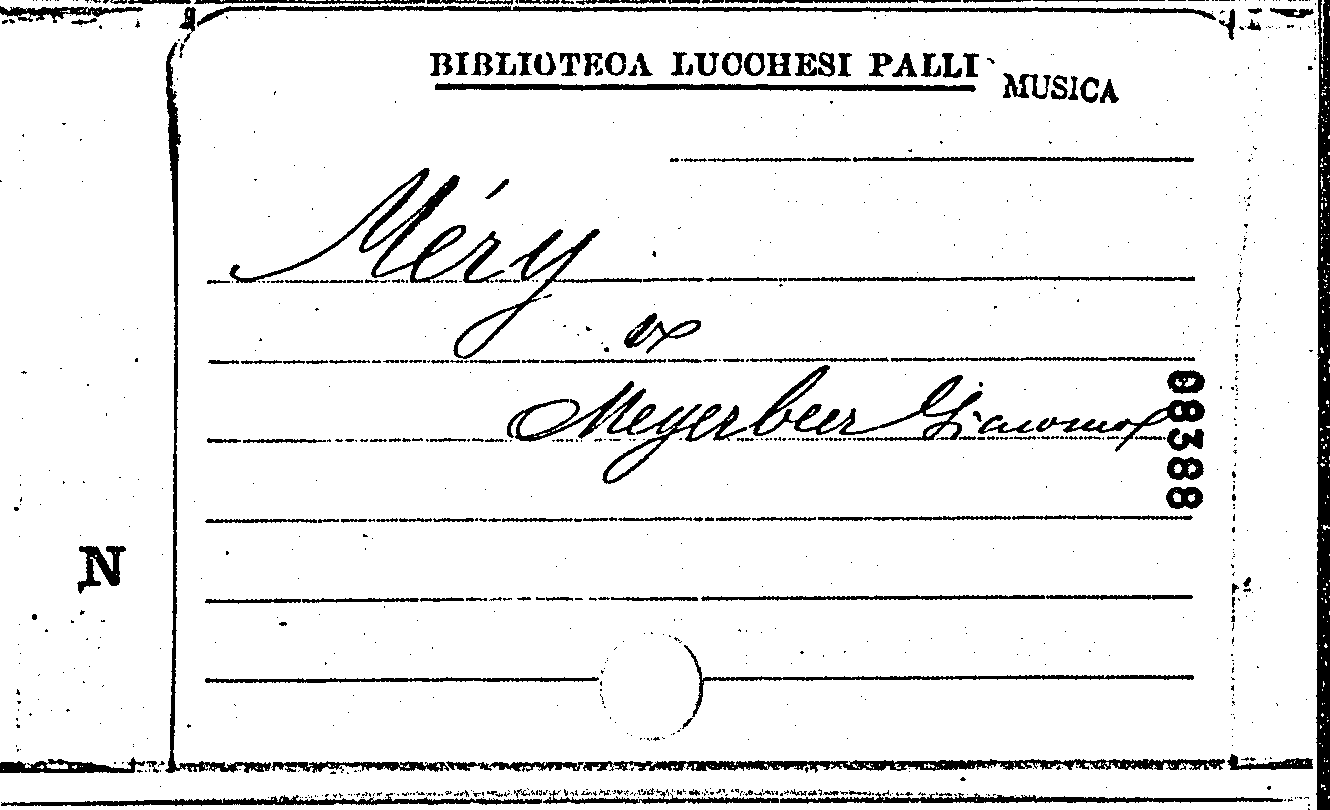 BIBLIOTECA LUCCHESI PALLI
MUSICA
Méry
Meyerbeer Giacomo
08388
N